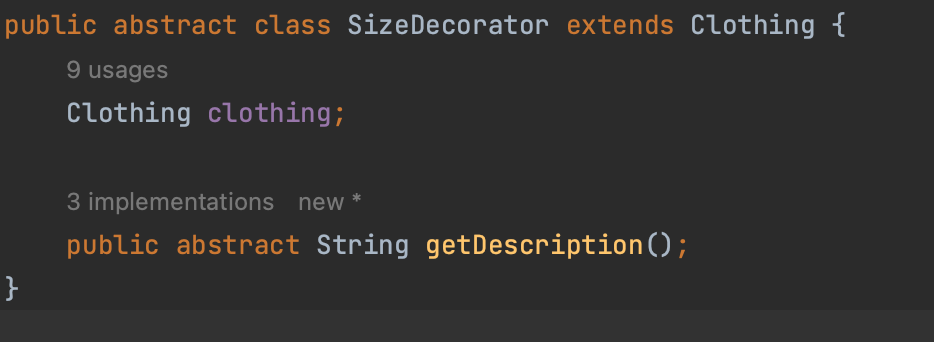 public abstract class SizeDecorator extends Clothing {
9 usages
Clothing clothing;
3 implementations new *
public abstract String getDescription();
}